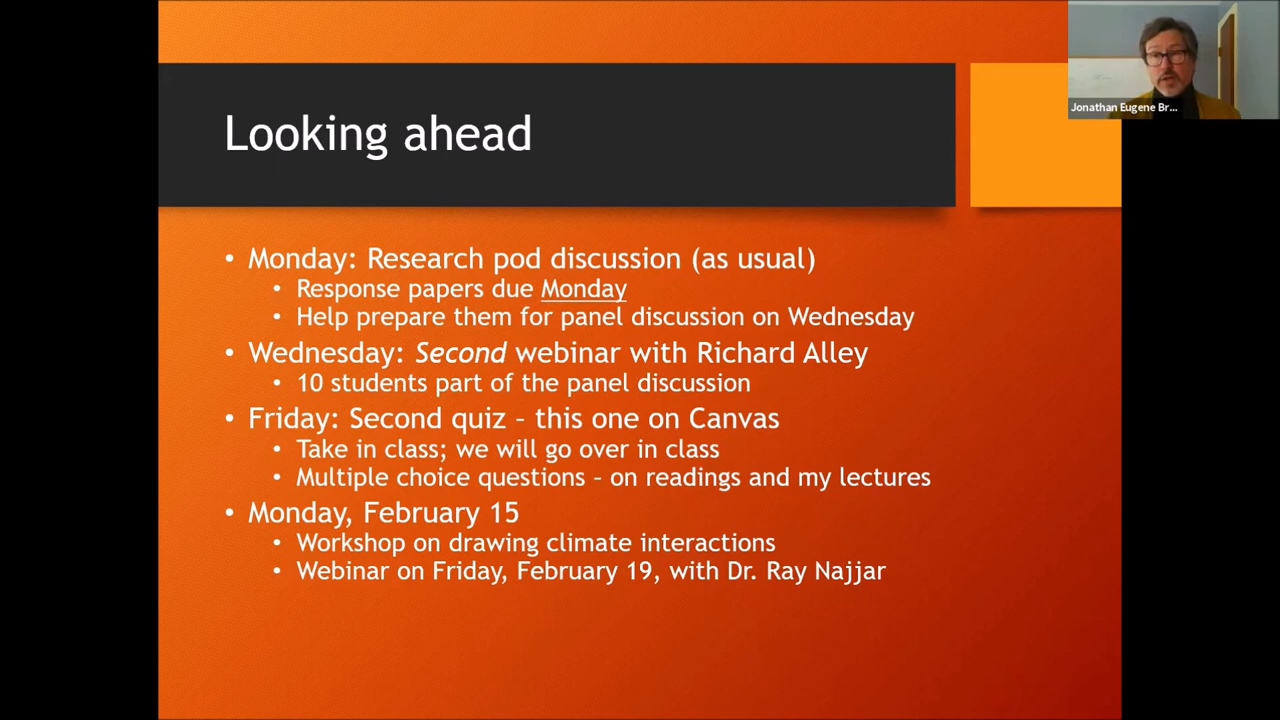 Jonathan Eugene Br...
Looking ahead
• Monday: Research pod discussion (as usual)
• Response papers due Monday
• Help prepare them for panel discussion on Wednesday
• Wednesday: Second webinar with Richard Alley
• 10 students part of the panel discussion
• Friday: Second quiz – this one on Canvas
• Take in class; we will go over in class
• Multiple choice questions – on readings and my lectures
• Monday, February 15
• Workshop on drawing climate interactions
• Webinar on Friday, February 19, with Dr. Ray Najjar